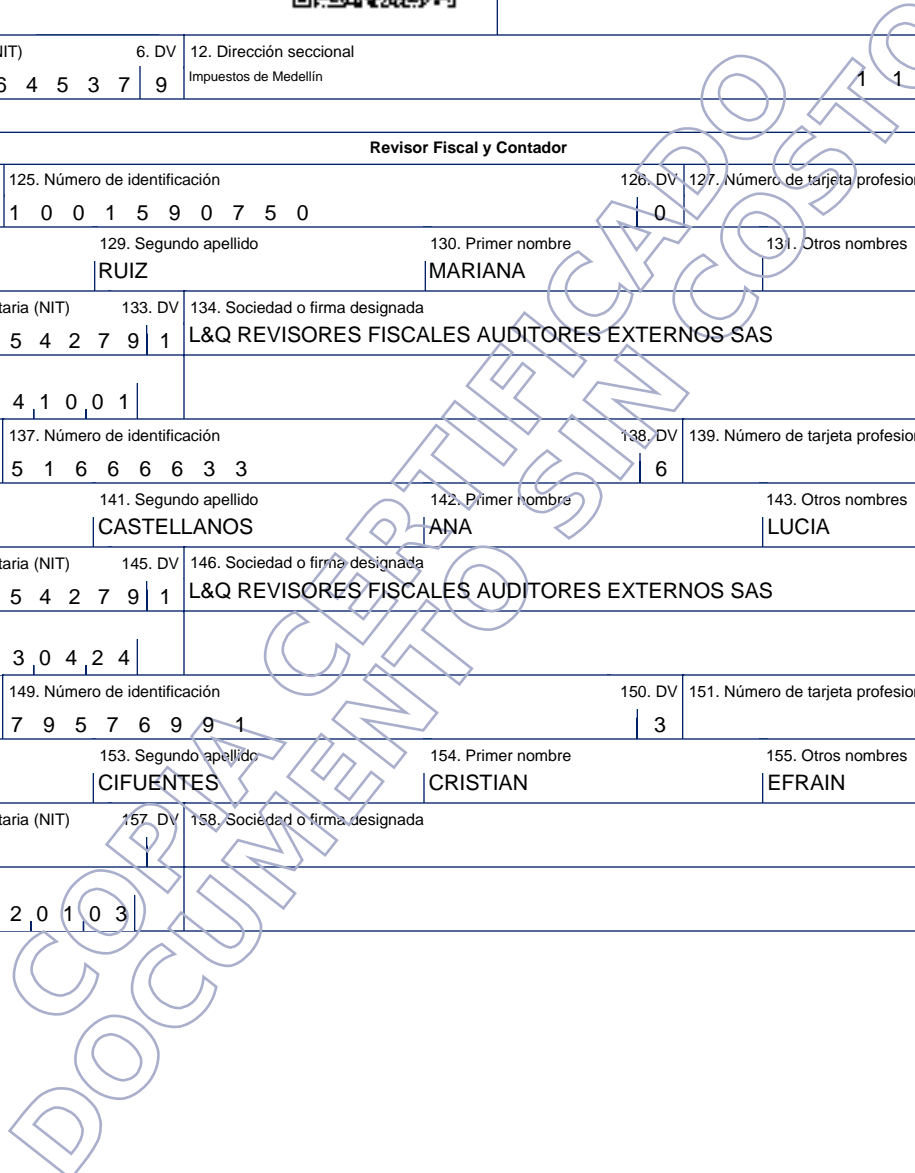 NIT) 6. DV 12. Dirección seccional
6 4 5 3 7 9 Impuestos de Medellín 1 1
Revisor Fiscal y Contador
125. Número de identificación 126. DV 127. Número de tarjeta profesion
1 0 0 1 5 9 0 7 5 0 0
129. Segundo apellido 130. Primer nombre 131. Otros nombres
RUIZ MARIANA
taria (NIT) 133. DV 134. Sociedad o firma designada
5 4 2 7 9 1 L&Q REVISORES FISCALES AUDITORES EXTERNOS SAS
4 1 0 0 1
137. Número de identificación 138. DV 139. Número de tarjeta profesion
5 1 6 6 6 6 3 3 6
141. Segundo apellido 142. Primer nombre 143. Otros nombres
CASTELLANOS ANA LUCIA
taria (NIT) 145. DV 146. Sociedad o firma designada
5 4 2 7 9 1 L&Q REVISORES FISCALES AUDITORES EXTERNOS SAS
3 0 4 2 4
149. Número de identificación 150. DV 151. Número de tarjeta profesion
7 9 5 7 6 9 9 1 3
153. Segundo apellido 154. Primer nombre 155. Otros nombres
CIFUENTES CRISTIAN EFRAIN
taria (NIT) 157. DV 158. Sociedad o firma designada
2 0 1 0 3
COPIA CERTIFICADO
DOCUMENTO SIN COSTO